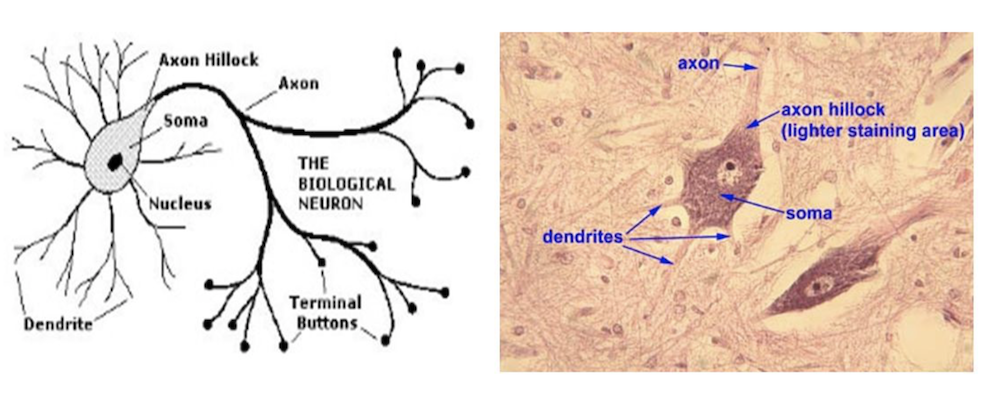 Axon Hillock
Axon
Soma
THE
BIOLOGICAL
NEURON
Nucleus
Terminal
Buttons
Dendrite
axon
axon hillock
(lighter staining area)
soma
dendrites